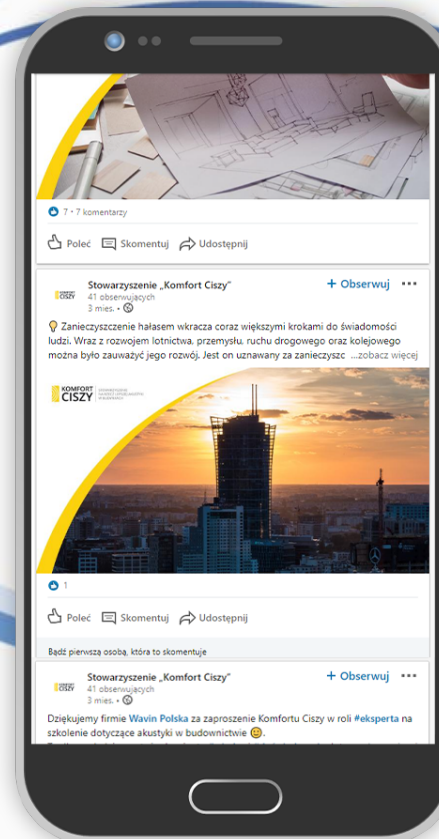 7 • 7 komentarzy
Poleć Skomentuj Udostępnij
KOMFORT CISZY
Stowarzyszenie „Komfort Ciszy"
+ Obserwuj
41 obserwujących
3 mies. •
Zanieczyszczenie hałasem wkracza coraz większymi krokami do świadomości
ludzi. Wraz z rozwojem lotnictwa, przemysłu, ruchu drogowego oraz kolejowego
można było zauważyć jego rozwój. Jest on uznawany za zanieczyszc ...zobacz więcej
KOMFORT
CISZY
1
Poleć Skomentuj Udostępnij
Bądź pierwszą osobą, która to skomentuje
KOMFORT CISZY
Stowarzyszenie „Komfort Ciszy"
+ Obserwuj
41 obserwujących
3 mies. •
Dziękujemy firmie Wavin Polska za zaproszenie Komfortu Ciszy w roli #eksperta na
szkolenie dotyczące akustyki w budownictwie 😊.